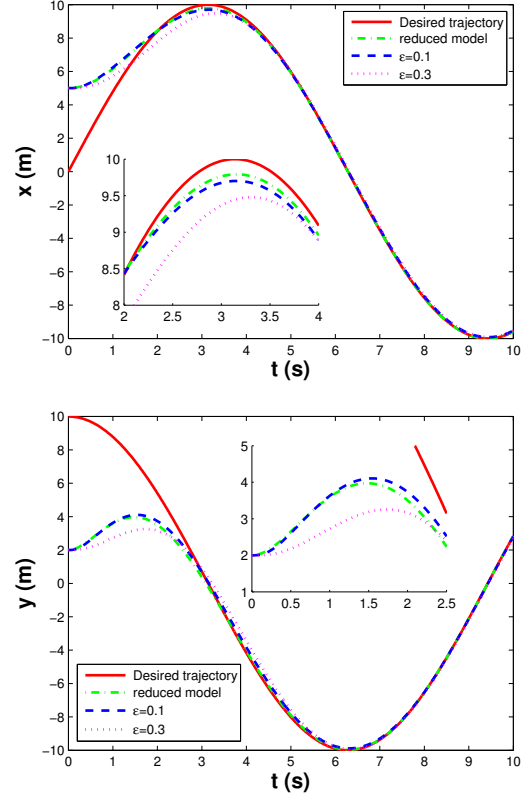 10
8
6
4
2
0
−2
−4
−6
−8
−10
x (m)
Desired trajectory
reduced model
ε=0.1
ε=0.3
10
9.5
9
8.5
8
2 2.5 3 3.5 4
0 1 2 3 4 5 6 7 8 9 10
t (s)
10
8
6
4
2
0
−2
−4
−6
−8
−10
y (m)
5
4
3
2
1
0 0.5 1 1.5 2 2.5
Desired trajectory
reduced model
ε=0.1
ε=0.3
0 1 2 3 4 5 6 7 8 9 10
t (s)